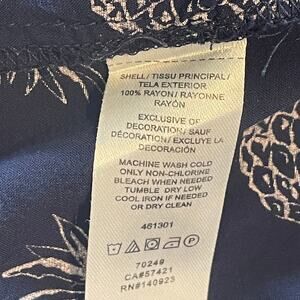 SHELL/ TISSU PRINCIPAL/
TELA EXTERIOR
100% RAYON/ RAYONNE
RAYÓN
EXCLUSIVE OF
DECORATION/ SAUF
DÉCORATION/ EXCLUYE LA
DECORACIÓN
MACHINE WASH COLD
ONLY NON-CHLORINE
BLEACH WHEN NEEDED
TUMBLE DRY LOW
COOL IRON IF NEEDED
OR DRY CLEAN
461301
70249
CA#57421
RN#140923